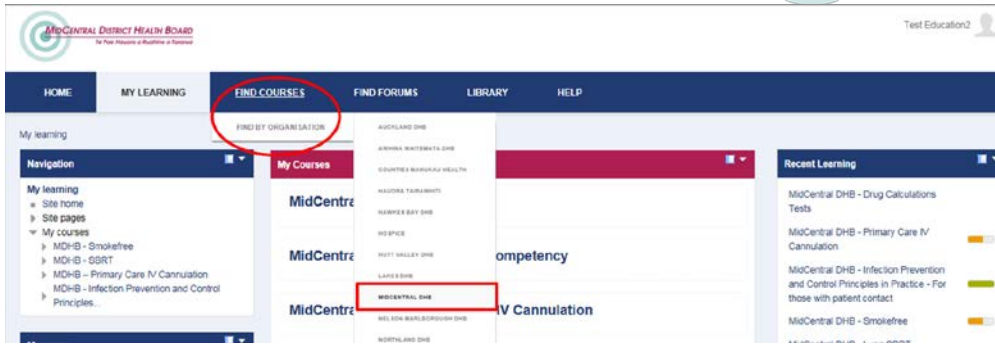 MIDCENTRAL DISTRICT HEALTH BOARD
Te Pae Hauora o Ruahine o Tararua
Test Education2
HOME MY LEARNING FIND COURSES FIND FORUMS LIBRARY HELP
My learning
FIND BY ORGANISATION
AUCKLAND DHB
AWHINA WAITEMATA DHB
COUNTIES MANUKAU HEALTH
HAUORA TAIRAWHITI
HAWKES BAY DHB
HOSPICE
HUTT VALLEY DHB
LAKES DHB
MIDCENTRAL DHB
NELSON MARLBOROUGH DHB
NORTHLAND DHB
Navigation
My learning
Site home
Site pages
My courses
MDHB - Smokefree
MDHB - SBRT
MDHB – Primary Care IV Cannulation
MDHB - Infection Prevention and Control
Principles...
My Courses
MidCentra
MidCentra ompetency
MidCentra IV Cannulation
Recent Learning
MidCentral DHB - Drug Calculations
Tests
MidCentral DHB - Primary Care IV
Cannulation
MidCentral DHB - Infection Prevention
and Control Principles in Practice - For
those with patient contact
MidCentral DHB - Smokefree